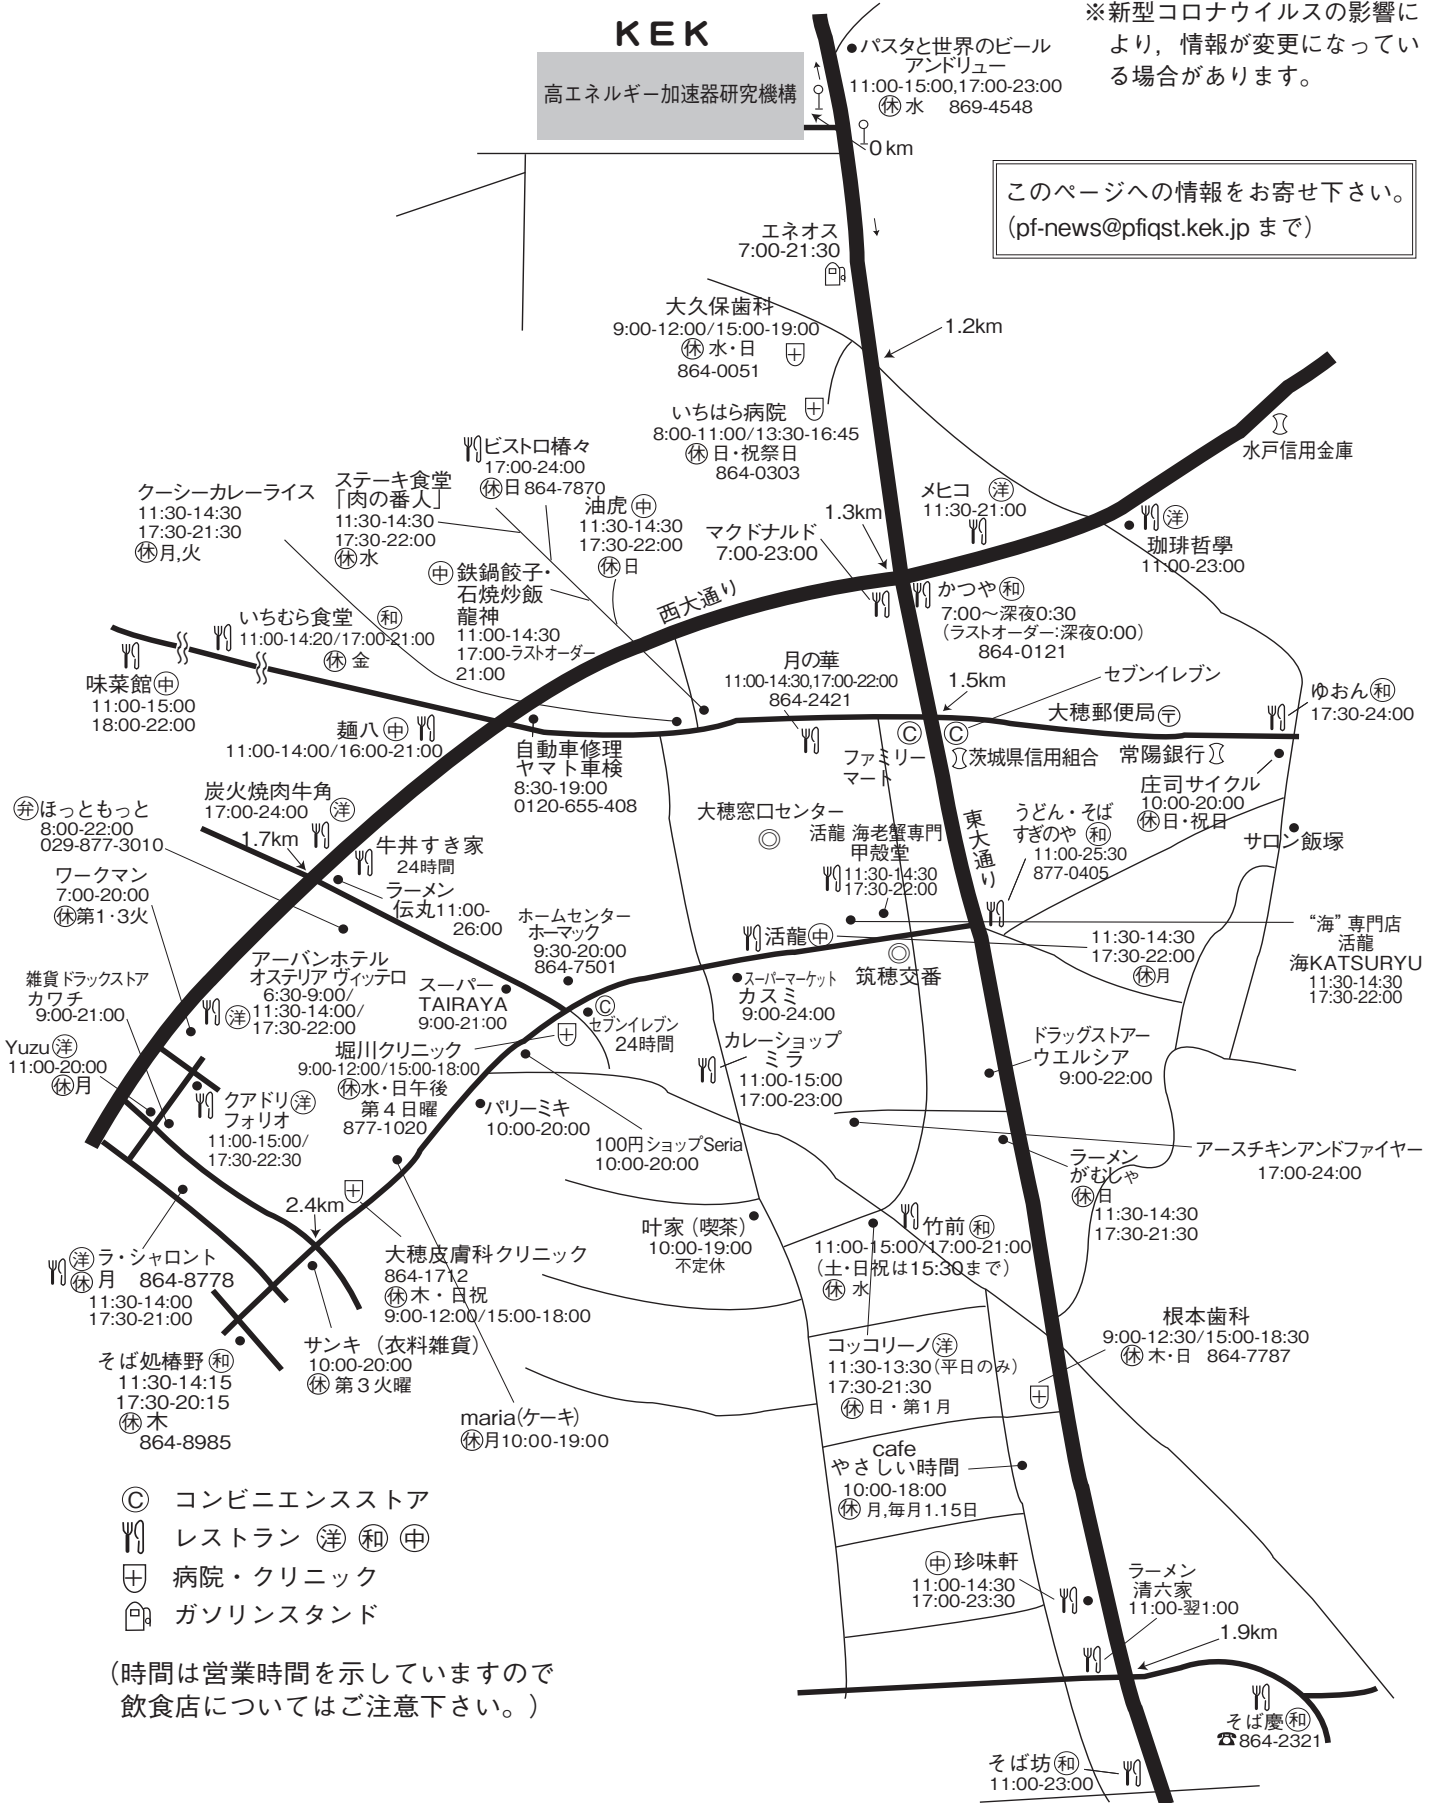 KEK
高エネルギー加速器研究機構
※新型コロナウイルスの影響に
より，情報が変更になってい
る場合があります。
パスタと世界のビール
アンドリュー
11:00-15:00,17:00-23:00
休 水 869-4548
0 km
このページへの情報をお寄せ下さい。
(pf-news@pfiqst.kek.jp まで)
エネオス
7:00-21:30
大久保歯科
9:00-12:00/15:00-19:00
休 水・日
864-0051
1.2km
いちはら病院
8:00-11:00/13:30-16:45
休 日・祝祭日
864-0303
水戸信用金庫
ビストロ椿々
17:00-24:00
休日 864-7870
ステーキ食堂
「肉の番人」
11:30-14:30
17:30-22:00
休水
クーシーカレーライス
11:30-14:30
17:30-21:30
休月,火
油虎 中
11:30-14:30
17:30-22:00
休日
メヒコ 洋
11:30-21:00
1.3km
マクドナルド
7:00-23:00
洋
珈琲哲學
11:00-23:00
中 鉄鍋餃子・
石焼炒飯
龍神
11:00-14:30
17:00-ラストオーダー
21:00
西大通り
かつや 和
7:00〜深夜0:30
(ラストオーダー:深夜0:00)
864-0121
いちむら食堂 和
11:00-14:20/17:00-21:00
休 金
味菜館 中
11:00-15:00
18:00-22:00
月の華
11:00-14:30,17:00-22:00
864-2421
1.5km
セブンイレブン
大穂郵便局 〒
ゆおん 和
17:30-24:00
麺八 中
11:00-14:00/16:00-21:00
自動車修理
ヤマト車検
8:30-19:00
0120-655-408
C
ファミリー
マート
C
茨城県信用組合
常陽銀行
庄司サイクル
10:00-20:00
休日・祝日
サロン飯塚
炭火焼肉牛角
17:00-24:00 洋
1.7km
弁ほっともっと
8:00-22:00
029-877-3010
牛丼すき家
24時間
ラーメン
伝丸11:00-
26:00
大穂窓口センター
活龍 海老蟹専門
甲殻堂
11:30-14:30
17:30-22:00
東大通り
うどん・そば
すぎのや 和
11:00-25:30
877-0405
ワークマン
7:00-20:00
休第1・3火
ホームセンター
ホーマック
9:30-20:00
864-7501
活龍 中
11:30-14:30
17:30-22:00
休月
“海” 専門店
活龍
海KATSURYU
11:30-14:30
17:30-22:00
筑穂交番
アーバンホテル
オステリア ヴィッテロ
6:30-9:00/
11:30-14:00/
17:30-22:00
洋
スーパー
TAIRAYA
9:00-21:00
スーパーマーケット
カスミ
9:00-24:00
雑貨 ドラックストア
カワチ
9:00-21:00
C
セブンイレブン
24時間
Yuzu 洋
11:00-20:00
休月
堀川クリニック
9:00-12:00/15:00-18:00
休水・日午後
第４日曜
877-1020
カレーショップ
ミラ
11:00-15:00
17:00-23:00
ドラッグストアー
ウエルシア
9:00-22:00
クアドリ 洋
フォリオ
11:00-15:00/
17:30-22:30
パリーミキ
10:00-20:00
100円ショップSeria
10:00-20:00
アースチキンアンドファイヤー
17:00-24:00
ラーメン
がむしゃ
休日
11:30-14:30
17:30-21:30
2.4km
叶家（喫茶）
10:00-19:00
不定休
竹前 和
11:00-15:00/17:00-21:00
(土・日祝は15:30まで)
休 水
洋 ラ・シャロント
休 月 864-8778
11:30-14:00
17:30-21:00
大穂皮膚科クリニック
864-1712
休木・日祝
9:00-12:00/15:00-18:00
サンキ（衣料雑貨）
10:00-20:00
休 第３火曜
そば処椿野 和
11:30-14:15
17:30-20:15
休 木
864-8985
コッコリーノ 洋
11:30-13:30(平日のみ)
17:30-21:30
休 日・第１月
根本歯科
9:00-12:30/15:00-18:30
休 木・日 864-7787
maria(ケーキ)
休月10:00-19:00
cafe
やさしい時間
10:00-18:00
休 月,毎月1.15日
C コンビニエンスストア
レストラン 洋 和 中
病院・クリニック
ガソリンスタンド
中 珍味軒
11:00-14:30
17:00-23:30
ラーメン
清六家
11:00-翌1:00
1.9km
(時間は営業時間を示していますので
飲食店についてはご注意下さい。)
そば慶 和
☎864-2321
そば坊 和
11:00-23:00